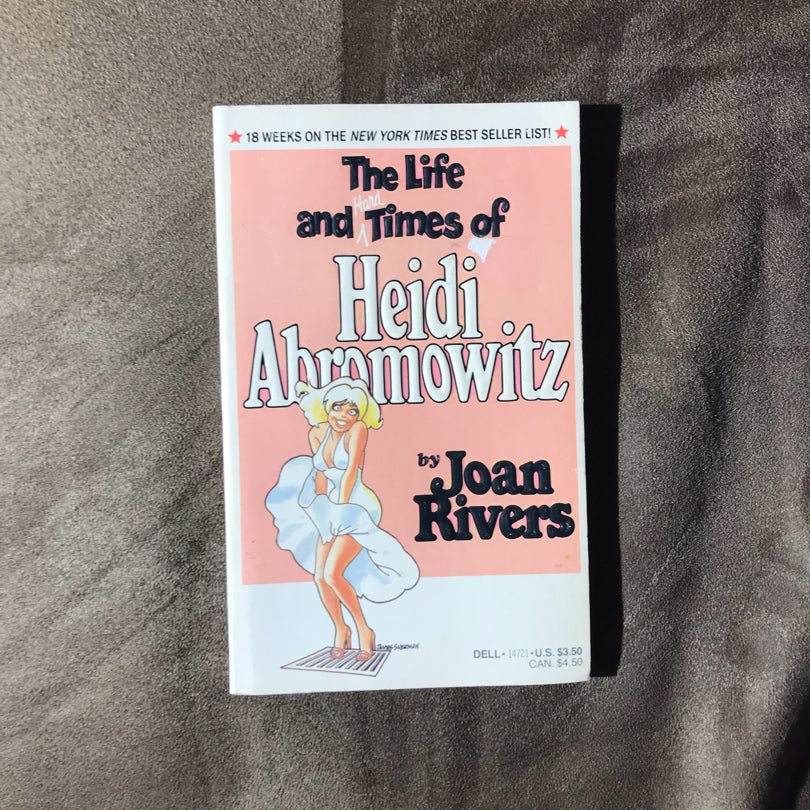 ★ 18 WEEKS ON THE NEW YORK TIMES BEST SELLER LIST! ★
The Life
Hard
and ^ Times of
Heidi
Abromowitz
by Joan
Rivers
DELL • 14721 • U.S. $3.50
CAN. $4.50